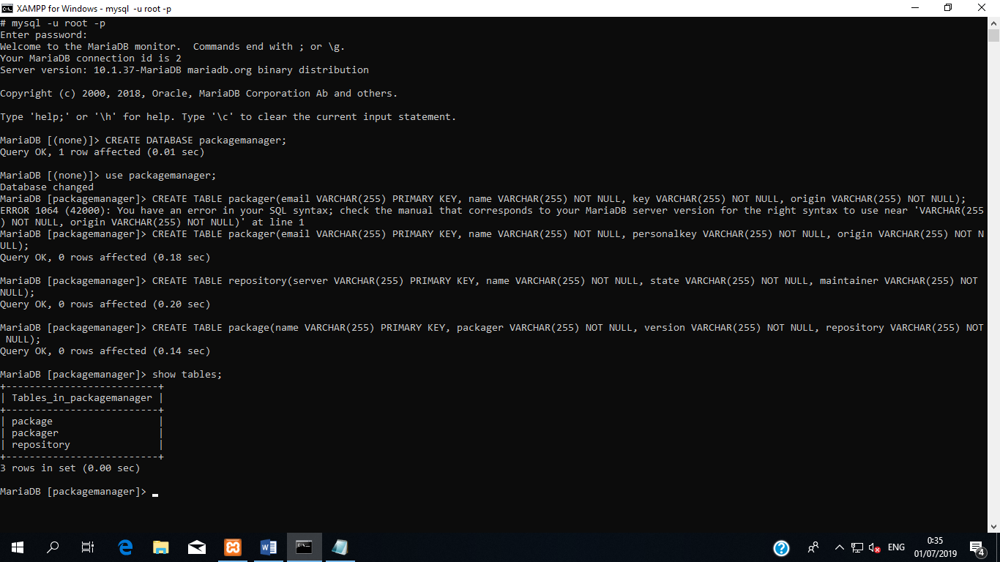 XAMPP for Windows - mysql  -u root -p
# mysql -u root -p
Enter password:
Welcome to the MariaDB monitor.  Commands end with ; or \g.
Your MariaDB connection id is 2
Server version: 10.1.37-MariaDB mariadb.org binary distribution

Copyright (c) 2000, 2018, Oracle, MariaDB Corporation Ab and others.

Type 'help;' or '\h' for help. Type '\c' to clear the current input statement.

MariaDB [(none)]> CREATE DATABASE packagemanager;
Query OK, 1 row affected (0.01 sec)

MariaDB [(none)]> use packagemanager;
Database changed
MariaDB [packagemanager]> CREATE TABLE packager(email VARCHAR(255) PRIMARY KEY, name VARCHAR(255) NOT NULL, key VARCHAR(255) NOT NULL, origin VARCHAR(255) NOT NULL);
ERROR 1064 (42000): You have an error in your SQL syntax; check the manual that corresponds to your MariaDB server version for the right syntax to use near 'VARCHAR(255
) NOT NULL, origin VARCHAR(255) NOT NULL)' at line 1
MariaDB [packagemanager]> CREATE TABLE packager(email VARCHAR(255) PRIMARY KEY, name VARCHAR(255) NOT NULL, personalkey VARCHAR(255) NOT NULL, origin VARCHAR(255) NOT N
ULL);
Query OK, 0 rows affected (0.18 sec)

MariaDB [packagemanager]> CREATE TABLE repository(server VARCHAR(255) PRIMARY KEY, name VARCHAR(255) NOT NULL, state VARCHAR(255) NOT NULL, maintainer VARCHAR(255) NOT
NULL);
Query OK, 0 rows affected (0.20 sec)

MariaDB [packagemanager]> CREATE TABLE package(name VARCHAR(255) PRIMARY KEY, packager VARCHAR(255) NOT NULL, version VARCHAR(255) NOT NULL, repository VARCHAR(255) NOT
 NULL);
Query OK, 0 rows affected (0.14 sec)

MariaDB [packagemanager]> show tables;
+--------------------------+
| Tables_in_packagemanager |
+--------------------------+
| package                  |
| packager                 |
| repository               |
+--------------------------+
3 rows in set (0.00 sec)

MariaDB [packagemanager]> _
ENG
0:35
01/07/2019
4